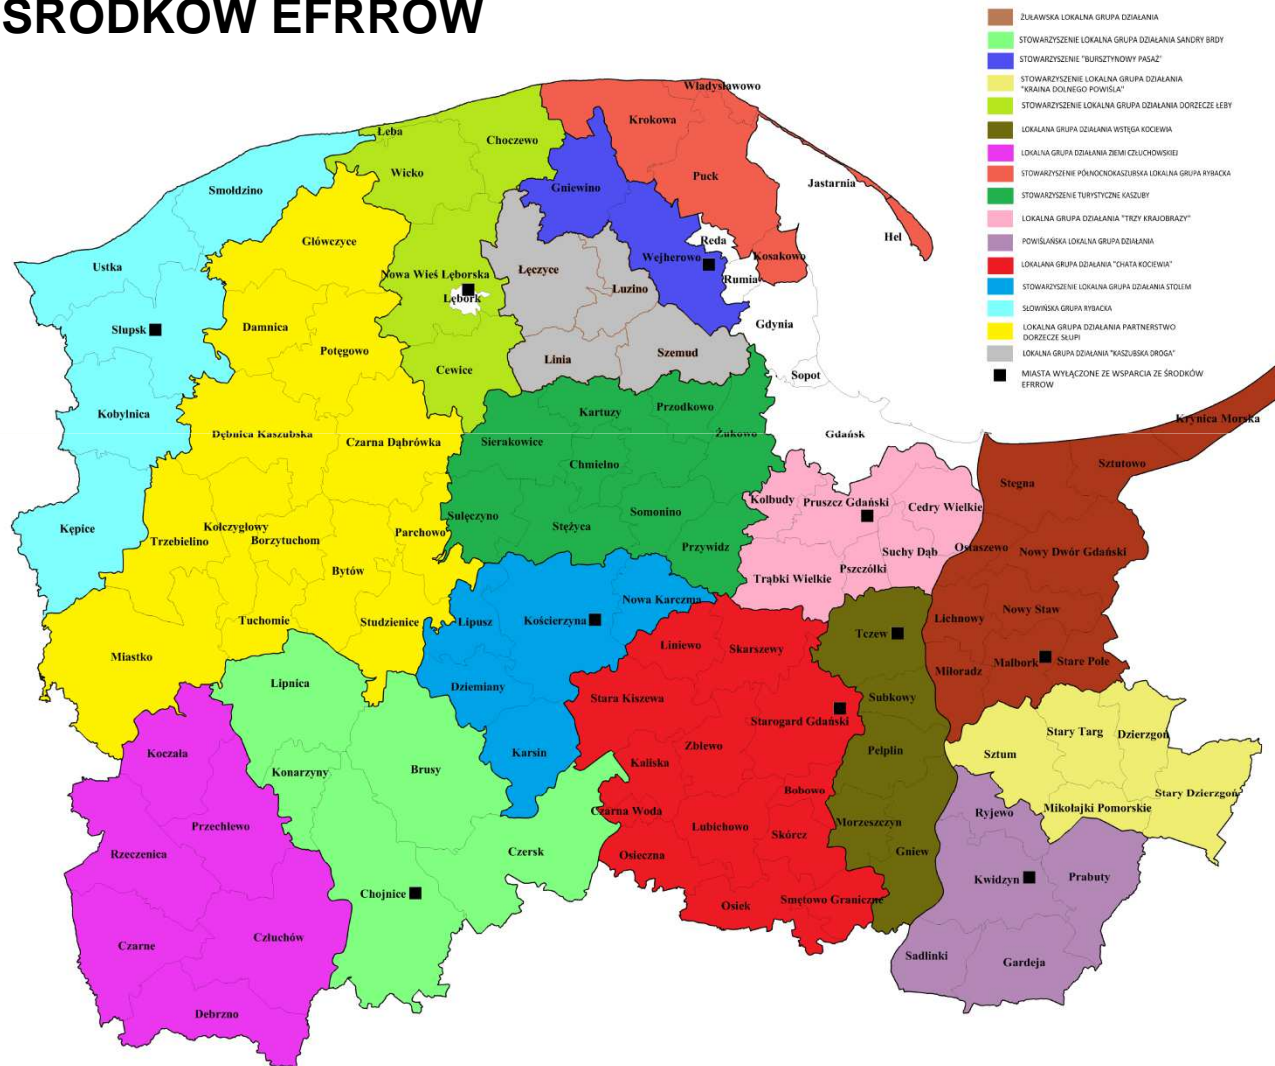 ŚRODKÓW EFRROW
ŻUŁAWSKA LOKALNA GRUPA DZIAŁANIA
STOWARZYSZENIE LOKALNA GRUPA DZIAŁANIA SANDRY BRDY
STOWARZYSZENIE "BURSZTYNOWY PASAŻ"
STOWARZYSZENIE LOKALNA GRUPA DZIAŁANIA
"KRAINA DOLNEGO POWIŚLA"
STOWARZYSZENIE LOKALNA GRUPA DZIAŁANIA DORZECZE ŁEBY
LOKALANA GRUPA DZIAŁANIA WSTĘGA KOCIEWIA
LOKALNA GRUPA DZIAŁANIA ZIEMI CZŁUCHOWSKIEJ
STOWARZYSZENIE PÓŁNOCNOKASZUBSKA LOKALNA GRUPA RYBACKA
STOWARZYSZENIE TURYSTYCZNE KASZUBY
LOKALNA GRUPA DZIAŁANIA "TRZY KRAJOBRAZY"
POWIŚLAŃSKA LOKALNA GRUPA DZIAŁANIA
LOKALANA GRUPA DZIAŁANIA "CHATA KOCIEWIA"
STOWARZYSZENIE LOKALNA GRUPA DZIAŁANIA STOLEM
SŁOWIŃSKA GRUPA RYBACKA
LOKALNA GRUPA DZIAŁANIA PARTNERSTWO
DORZECZE SŁUPI
LOKALNA GRUPA DZIAŁANIA "KASZUBSKA DROGA"
MIASTA WYŁĄCZONE ZE WSPARCIA ZE ŚRODKÓW
EFRROW
Władysławowo
Krokowa
Łeba
Choczewo
Wicko
Puck
Jastarnia
Smołdzino
Gniewino
Hel
Główczyce
Reda
Kosakowo
Wejherowo
Ustka
Nowa Wieś Lęborska
Łęczyce
Rumia
Luzino
Lębork
Słupsk
Damnica
Gdynia
Potęgowo
Linia
Szemud
Cewice
Sopot
Kobylnica
Kartuzy
Przodkowo
Krynica Morska
Dębnica Kaszubska
Czarna Dąbrówka
Sierakowice
Żukowo
Gdańsk
Chmielno
Sztutowo
Stegna
Kolbudy
Pruszcz Gdański
Cedry Wielkie
Kępice
Kołczygłowy
Trzebielino
Borzytuchom
Parchowo
Sulęczyno
Stężyca
Somonino
Przywidz
Suchy Dąb
Ostaszewo
Nowy Dwór Gdański
Bytów
Pszczółki
Trąbki Wielkie
Tuchomie
Studzienice
Lipusz
Kościerzyna
Nowa Karczma
Lichnowy
Nowy Staw
Tczew
Miastko
Liniewo
Skarszewy
Miłoradz
Malbork
Stare Pole
Lipnica
Dziemiany
Stara Kiszewa
Subkowy
Starogard Gdański
Stary Targ
Dzierzgoń
Koczała
Karsin
Zblewo
Pelplin
Sztum
Konarzyny
Brusy
Kaliska
Bobowo
Stary Dzierzgoń
Mikołajki Pomorskie
Przechlewo
Czarna Woda
Lubichowo
Skórcz
Morzeszczyn
Ryjewo
Rzeczenica
Czersk
Osieczna
Gniew
Chojnice
Kwidzyn
Prabuty
Osiek
Smętowo Graniczne
Czarne
Człuchów
Sadlinki
Gardeja
Debrzno